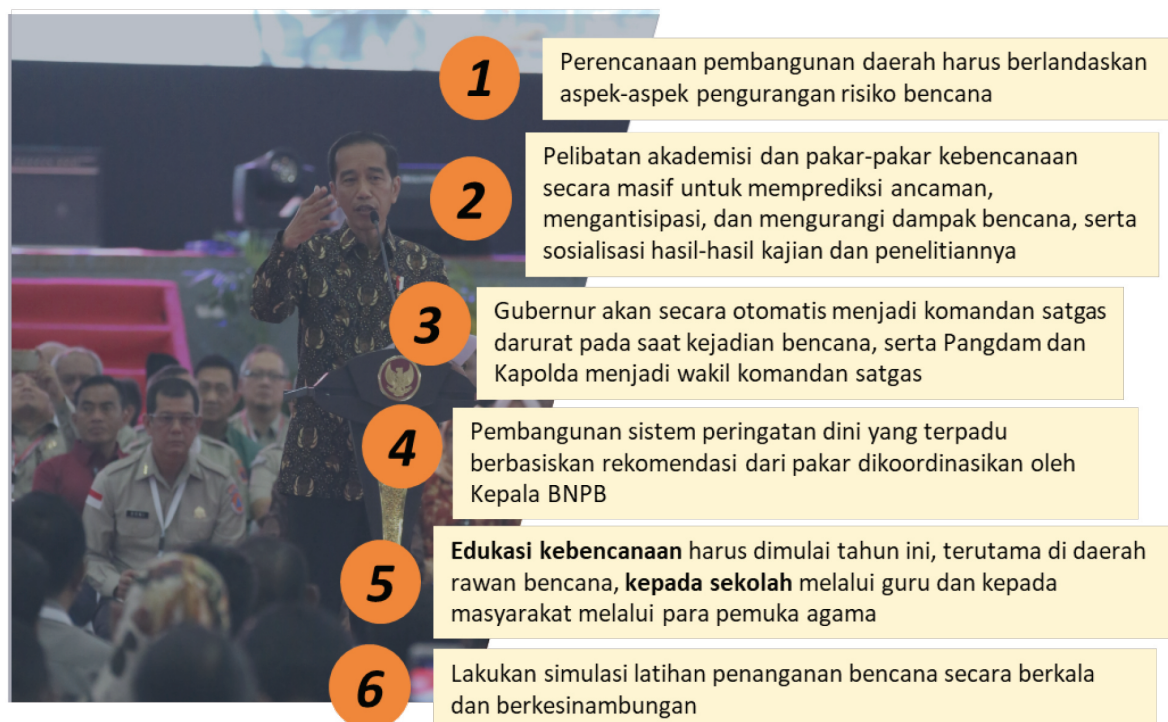 1
Perencanaan pembangunan daerah harus berlandaskan
aspek-aspek pengurangan risiko bencana
2
Pelibatan akademisi dan pakar-pakar kebencanaan
secara masif untuk memprediksi ancaman,
mengantisipasi, dan mengurangi dampak bencana, serta
sosialisasi hasil-hasil kajian dan penelitiannya
3
Gubernur akan secara otomatis menjadi komandan satgas
darurat pada saat kejadian bencana, serta Pangdam dan
Kapolda menjadi wakil komandan satgas
4
Pembangunan sistem peringatan dini yang terpadu
berbasiskan rekomendasi dari pakar dikoordinasikan oleh
Kepala BNPB
5
Edukasi kebencanaan harus dimulai tahun ini, terutama di daerah
rawan bencana, kepada sekolah melalui guru dan kepada
masyarakat melalui para pemuka agama
6
Lakukan simulasi latihan penanganan bencana secara berkala
dan berkesinambungan